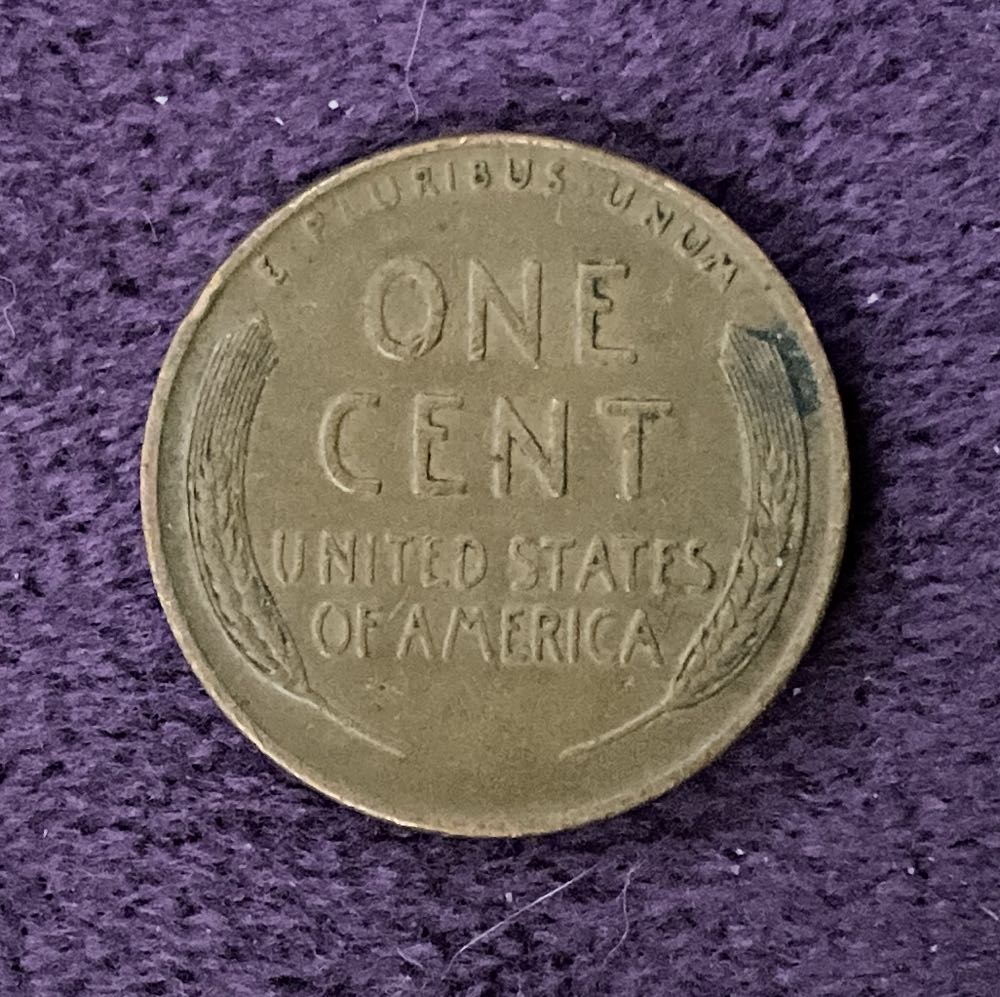 E PLURIBUS UNUM
ONE
CENT
UNITED STATES
OF AMERICA